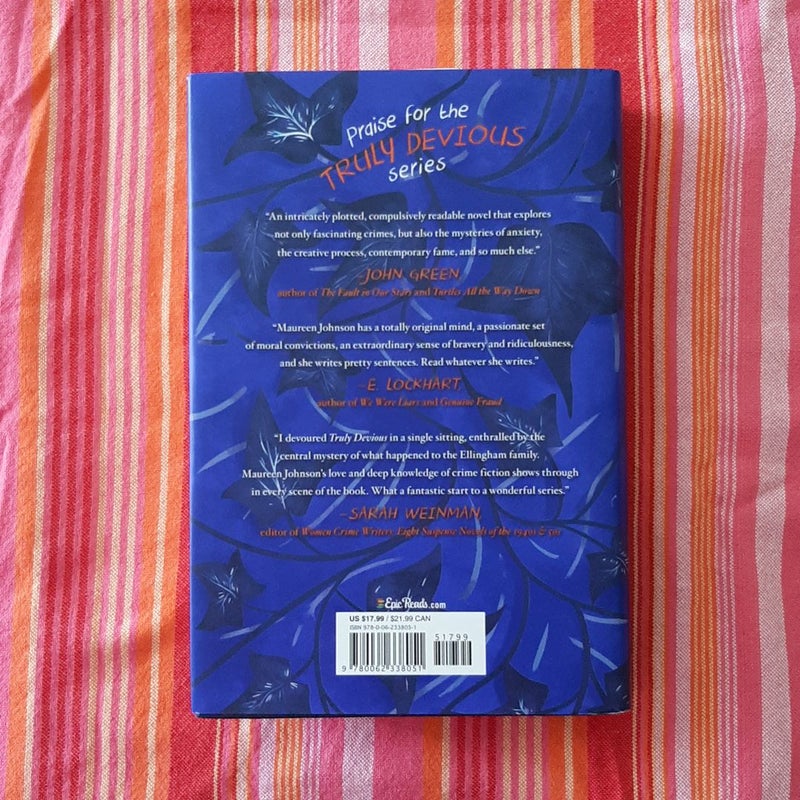 Praise for the
TRULY DEVIOUS
series
“An intricately plotted, compulsively readable novel that explores
not only fascinating crimes, but also the mysteries of anxiety,
the creative process, contemporary fame, and so much else.”
—JOHN GREEN,
author of The Fault in Our Stars and Turtles All the Way Down
“Maureen Johnson has a totally original mind, a passionate set
of moral convictions, an extraordinary sense of bravery and ridiculousness,
and she writes pretty sentences. Read whatever she writes.”
—E. LOCKHART,
author of We Were Liars and Genuine Fraud
“I devoured Truly Devious in a single sitting, enthralled by the
central mystery of what happened to the Ellingham family.
Maureen Johnson’s love and deep knowledge of crime fiction shows through
in every scene of the book. What a fantastic start to a wonderful series.”
—SARAH WEINMAN,
editor of Women Crime Writers: Eight Suspense Novels of the 1940s & 50s
EpicReads.com
US $17.99 / $21.99 CAN
ISBN 978-0-06-233805-1
51799
9 780062 338051